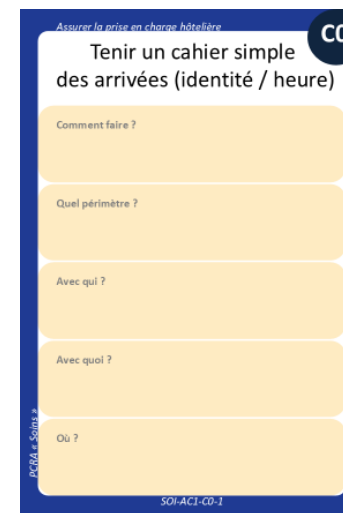 Assurer la prise en charge hôtelière
C0
Tenir un cahier simple
des arrivées (identité / heure)
Comment faire ?
Quel périmètre ?
Avec qui ?
Avec quoi ?
Où ?
PCRA « Soins »
SOI-AC1-C0-1